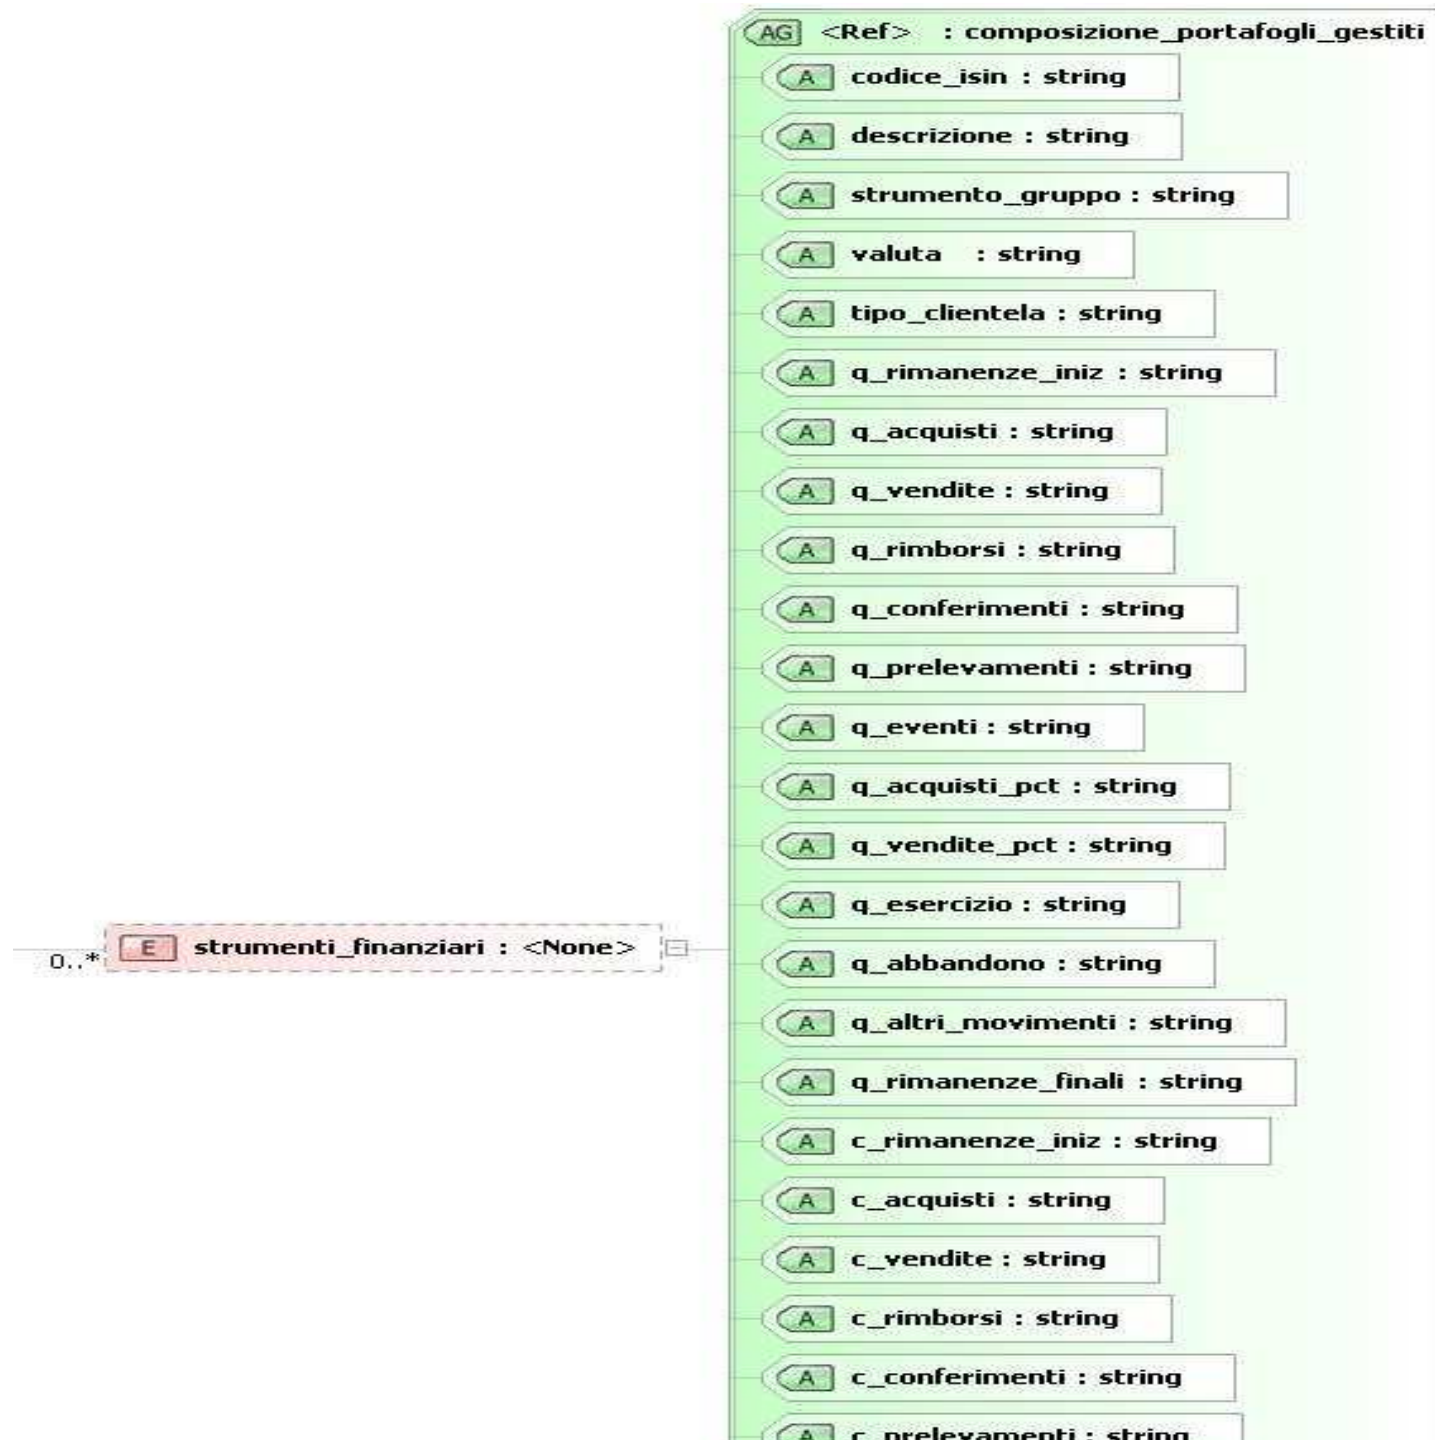 AG <Ref> : composizione_portafogli_gestiti
A codice_isin : string
A descrizione : string
A strumento_gruppo : string
A valuta : string
A tipo_clientela : string
A q_rimanenze_iniz : string
A q_acquisti : string
A q_vendite : string
A q_rimborsi : string
A q_conferimenti : string
A q_prelevamenti : string
A q_eventi : string
A q_acquisti_pct : string
A q_vendite_pct : string
A q_esercizio : string
0..* E strumenti_finanziari : <None>
A q_abbandono : string
A q_altri_movimenti : string
A q_rimanenze_finali : string
A c_rimanenze_iniz : string
A c_acquisti : string
A c_vendite : string
A c_rimborsi : string
A c_conferimenti : string
A c_prelevamenti : string